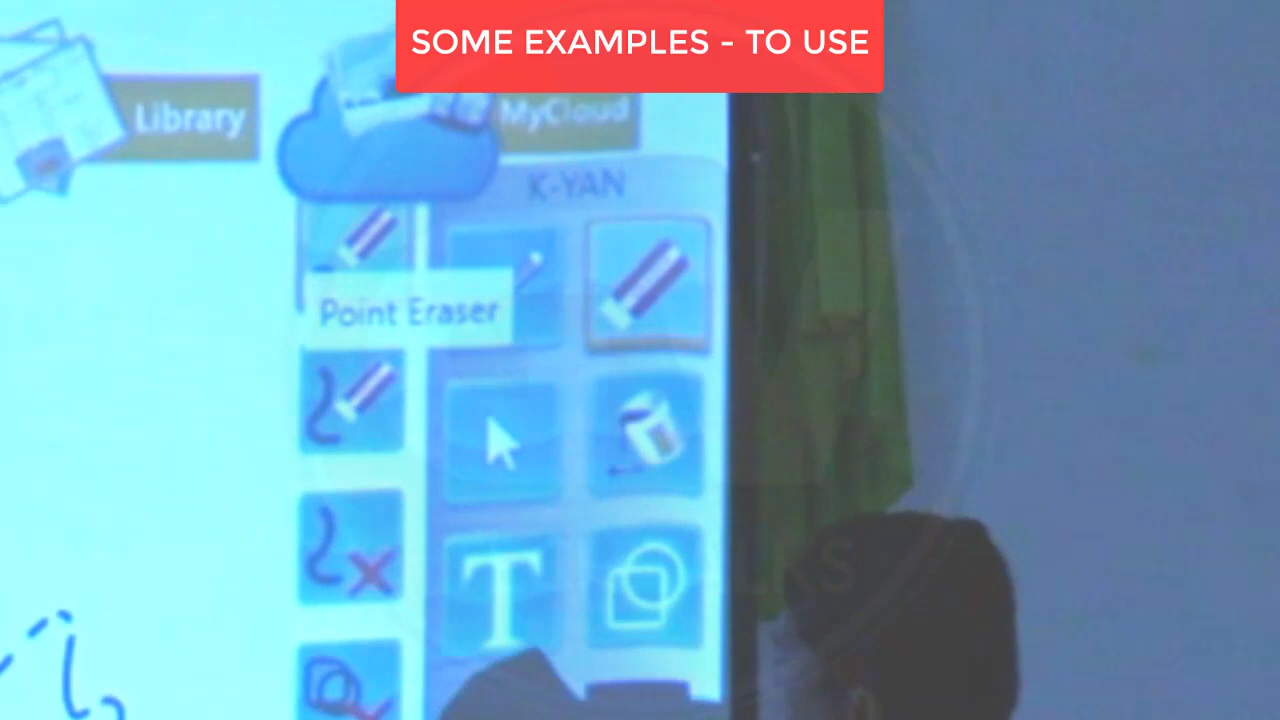 SOME EXAMPLES - TO USE
Library
MyCloud
K-YAN
Point Eraser
T